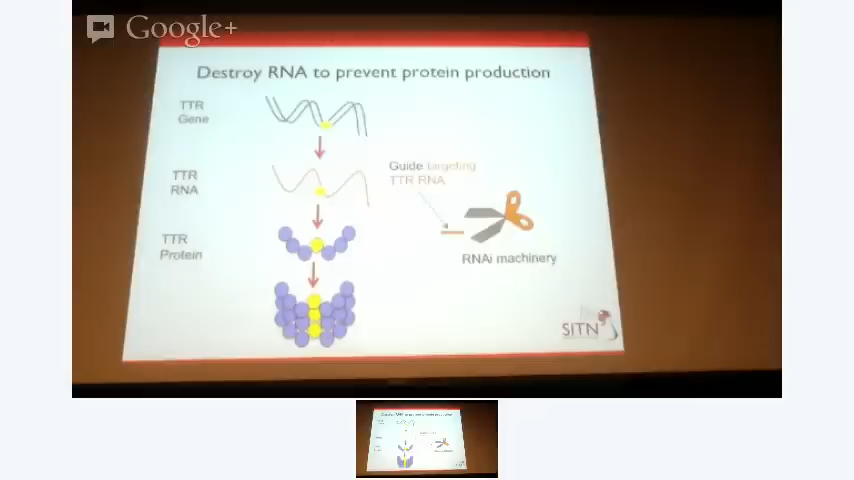 Google+
Destroy RNA to prevent protein production
TTR
Gene
TTR
RNA
Guide targeting
TTR RNA
TTR
Protein
RNAi machinery
SITN